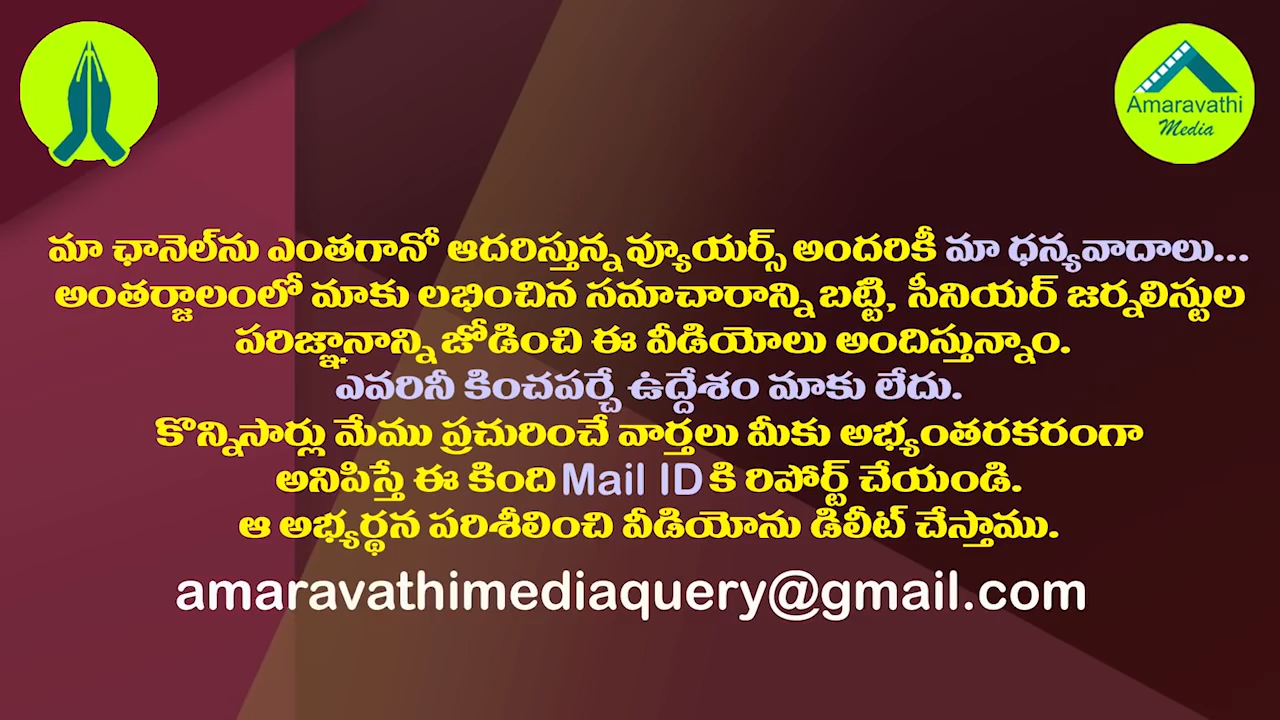 Amaravathi
Media
మా ఛానెల్‌ను ఎంతగానో ఆదరిస్తున్న వ్యూయర్స్ అందరికీ మా ధన్యవాదాలు...
అంతర్జాలంలో మాకు లభించిన సమాచారాన్ని బట్టి, సీనియర్ జర్నలిస్టుల
పరిజ్ఞానాన్ని జోడించి ఈ వీడియోలు అందిస్తున్నాం.
ఎవరినీ కించపర్చే ఉద్దేశం మాకు లేదు.
కొన్నిసార్లు మేము ప్రచురించే వార్తలు మీకు అభ్యంతరకరంగా
అనిపిస్తే ఈ కింది Mail ID కి రిపోర్ట్ చేయండి.
ఆ అభ్యర్థన పరిశీలించి వీడియోను డిలీట్ చేస్తాము.
amaravathimediaquery@gmail.com